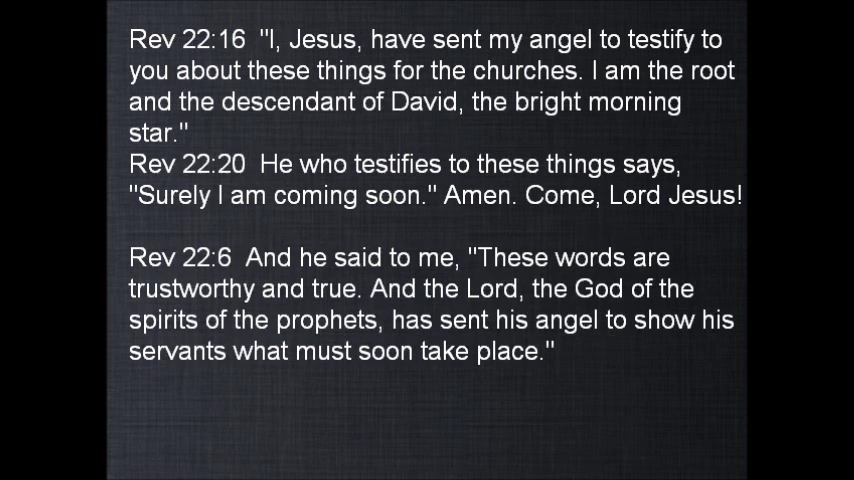 Rev 22:16  "I, Jesus, have sent my angel to testify to
you about these things for the churches. I am the root
and the descendant of David, the bright morning
star."
Rev 22:20  He who testifies to these things says,
"Surely I am coming soon." Amen. Come, Lord Jesus!
Rev 22:6  And he said to me, "These words are
trustworthy and true. And the Lord, the God of the
spirits of the prophets, has sent his angel to show his
servants what must soon take place."